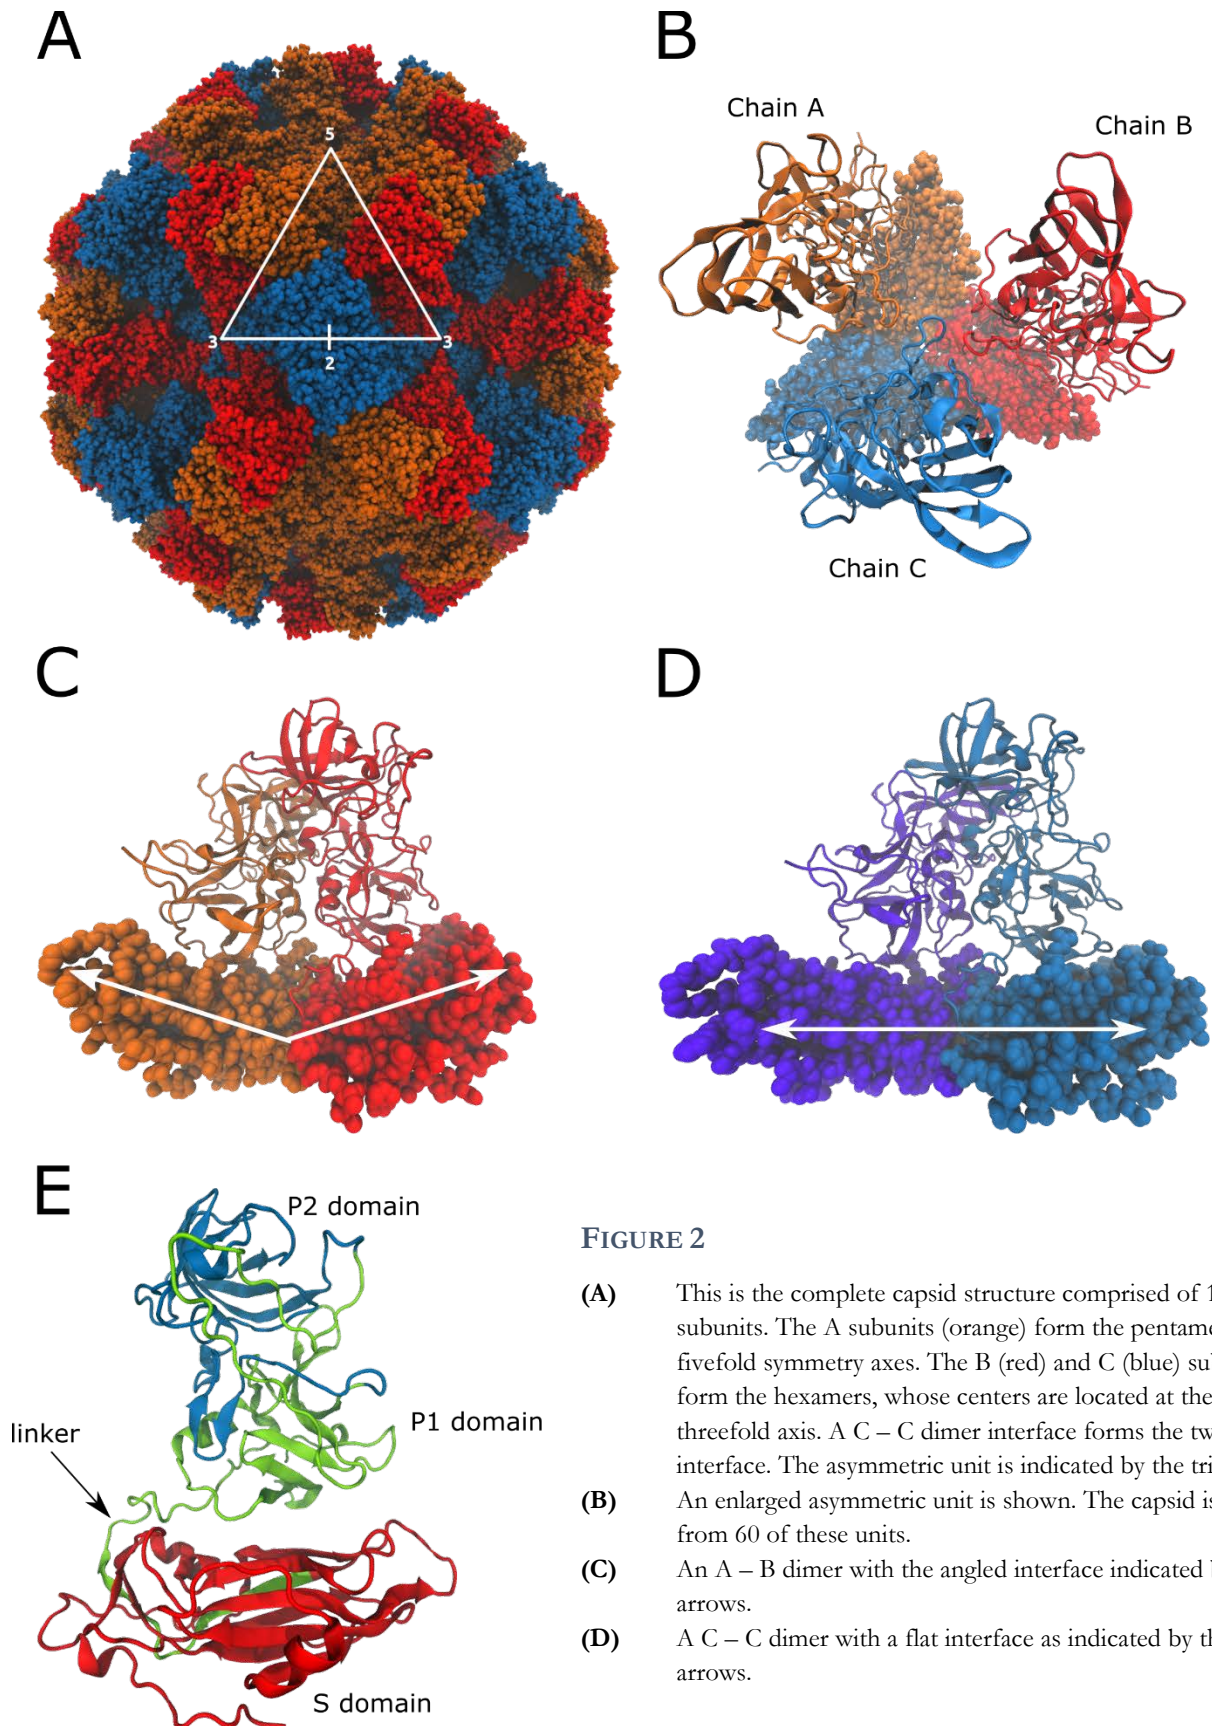 A
B
5
3
3
2
Chain A
Chain B
Chain C
C
D
E
P2 domain
P1 domain
linker
S domain
FIGURE 2
(A) This is the complete capsid structure comprised of
subunits. The A subunits (orange) form the
fivefold symmetry axes. The B (red) and C (blue)
form the hexamers, whose centers are located at the
threefold axis. A C – C dimer interface forms the
interface. The asymmetric unit is indicated by the
(B) An enlarged asymmetric unit is shown. The capsid is
from 60 of these units.
(C) An A – B dimer with the angled interface indicated
arrows.
(D) A C – C dimer with a flat interface as indicated by
arrows.